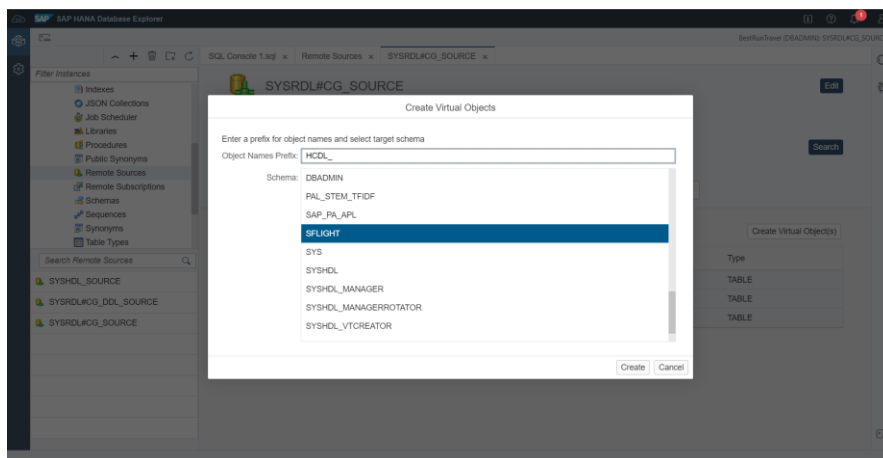 SAP SAP HANA Database Explorer
1
BestRunTravel (DBADMIN): SYSRDL#CG_SOURC
SQL Console 1.sql × Remote Sources × SYSRDL#CG_SOURCE ×
Filter Instances
Indexes
JSON Collections
Job Scheduler
Libraries
Procedures
Public Synonyms
Remote Sources
Remote Subscriptions
Schemas
Sequences
Synonyms
Table Types
Search Remote Sources
SYSHDL_SOURCE
SYSRDL#CG_DDL_SOURCE
SYSRDL#CG_SOURCE
SYSRDL#CG_SOURCE
Edit
Search
Create Virtual Object(s)
Type
TABLE
TABLE
TABLE
Create Virtual Objects
Enter a prefix for object names and select target schema
Object Names Prefix: HCDL_
Schema: DBADMIN
PAL_STEM_TFIDF
SAP_PA_APL
SFLIGHT
SYS
SYSHDL
SYSHDL_MANAGER
SYSHDL_MANAGERROTATOR
SYSHDL_VTCREATOR
Create Cancel